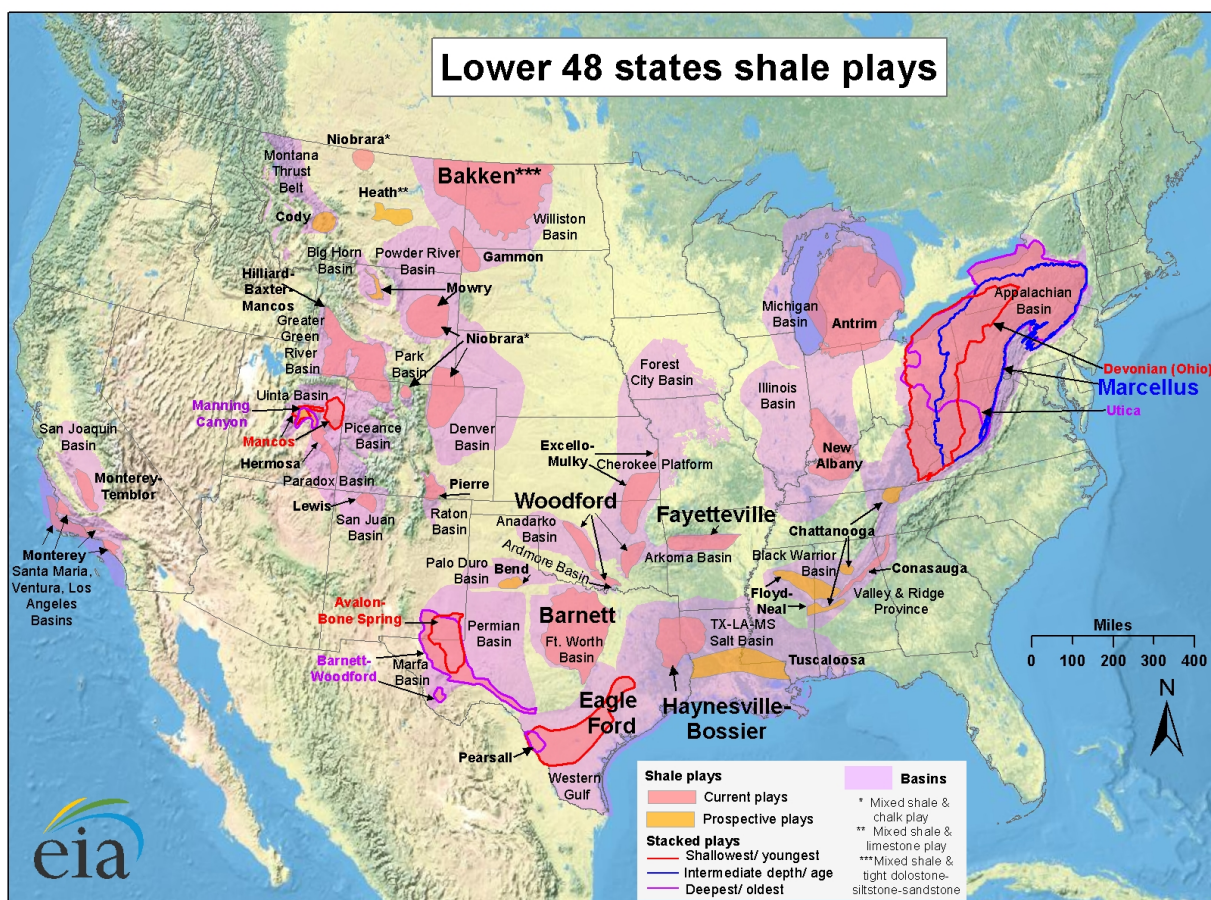 Lower 48 states shale plays
Niobrara*
Montana
Thrust
Belt
Bakken***
Heath**
Cody
Williston
Basin
Big Horn
Basin
Powder River
Basin
Gammon
Hilliard-
Baxter-
Mancos
Mowry
Greater
Green
River
Basin
Niobrara*
Park
Basin
Michigan
Basin
Antrim
Appalachian
Basin
Devonian (Ohio)
Marcellus
Utica
Forest
City Basin
Illinois
Basin
Uinta Basin
Manning
Canyon
Mancos
Piceance
Basin
Denver
Basin
San Joaquin
Basin
Hermosa
Excello-
Mulky
Cherokee Platform
New
Albany
Monterey-
Temblor
Paradox Basin
Pierre
Lewis
San Juan
Basin
Raton
Basin
Woodford
Fayetteville
Anadarko
Basin
Arkoma Basin
Chattanooga
Black Warrior
Basin
Ardmore Basin
Monterey
Santa Maria,
Ventura, Los
Angeles
Basins
Palo Duro
Basin
Bend
Conasauga
Floyd-
Neal
Valley & Ridge
Province
Avalon-
Bone Spring
Permian
Basin
Barnett
Ft. Worth
Basin
TX-LA-MS
Salt Basin
Tuscaloosa
Barnett-
Woodford
Marfa
Basin
Eagle
Ford
Haynesville-
Bossier
Pearsall
Western
Gulf
Miles
0 100 200 300 400
N
Shale plays
Current plays
Prospective plays
Stacked plays
Shallowest/ youngest
Intermediate depth/ age
Deepest/ oldest
Basins
* Mixed shale &
chalk play
** Mixed shale &
limestone play
***Mixed shale &
tight dolostone-
siltstone-sandstone
eia